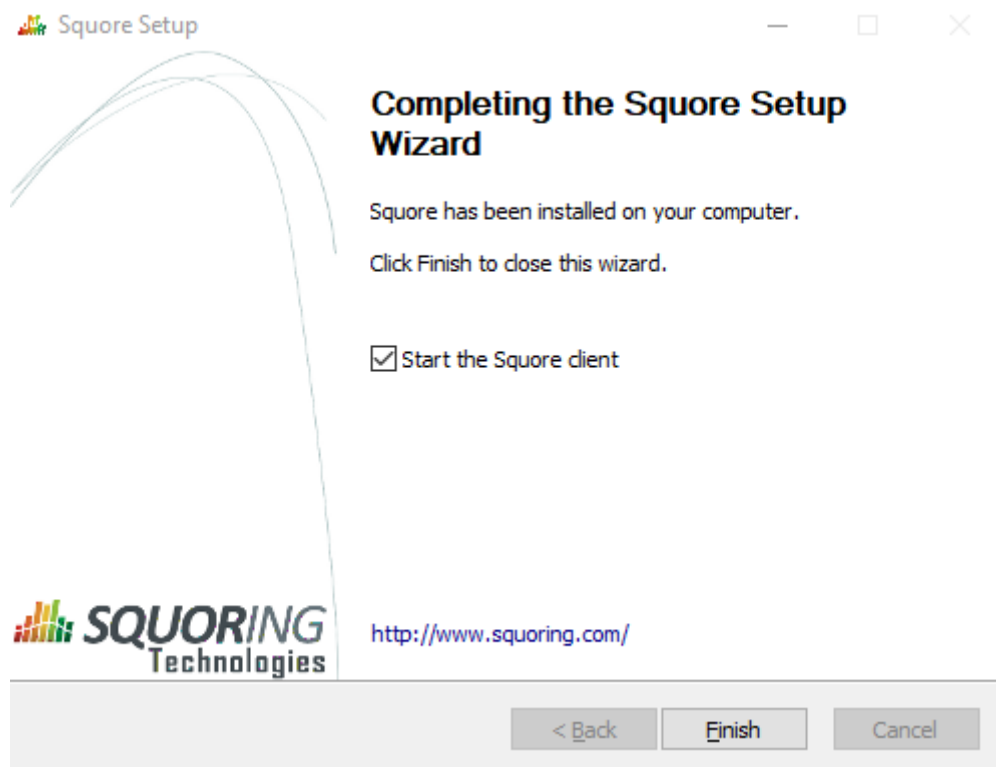 Squore Setup
Completing the Squore Setup
Wizard
Squore has been installed on your computer.
Click Finish to close this wizard.
Start the Squore client
SQUORING
Technologies
http://www.squoring.com/
< Back
Finish
Cancel